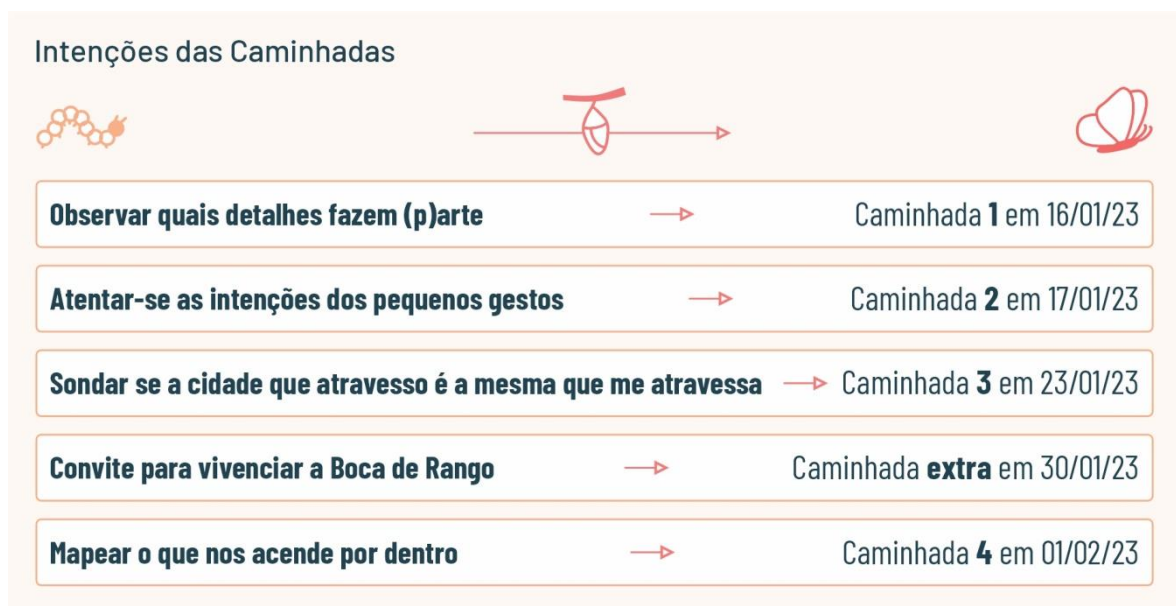 Intenções das Caminhadas
Observar quais detalhes fazem (p)arte Caminhada 1 em 16/01/23
Atentar-se as intenções dos pequenos gestos Caminhada 2 em 17/01/23
Sondar se a cidade que atravesso é a mesma que me atravessa Caminhada 3 em 23/01/23
Convite para vivenciar a Boca de Rango Caminhada extra em 30/01/23
Mapear o que nos acende por dentro Caminhada 4 em 01/02/23